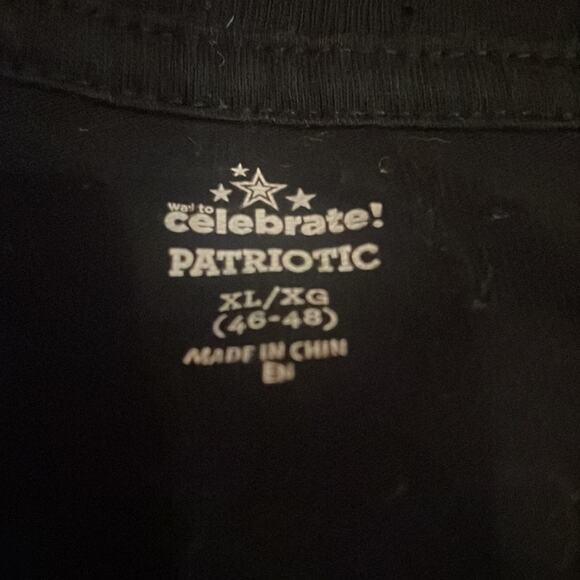 Way to
celebrate!
PATRIOTIC
XL/XG
(46-48)
MADE IN CHIN